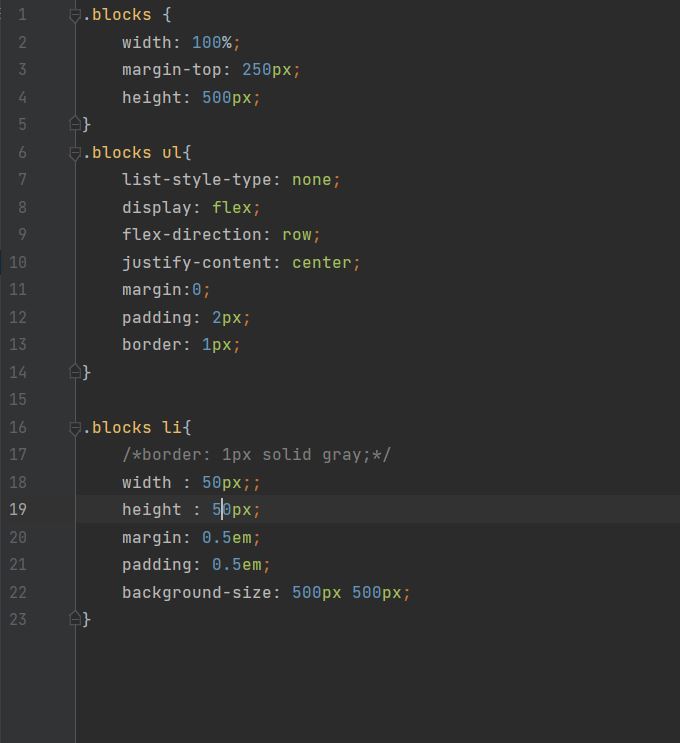 1 .blocks {
2 width: 100%;
3 margin-top: 250px;
4 height: 500px;
5 }
6 .blocks ul{
7 list-style-type: none;
8 display: flex;
9 flex-direction: row;
10 justify-content: center;
11 margin:0;
12 padding: 2px;
13 border: 1px;
14 }
15
16 .blocks li{
17 /*border: 1px solid gray;*/
18 width : 50px;;
19 height : 50px;
20 margin: 0.5em;
21 padding: 0.5em;
22 background-size: 500px 500px;
23 }